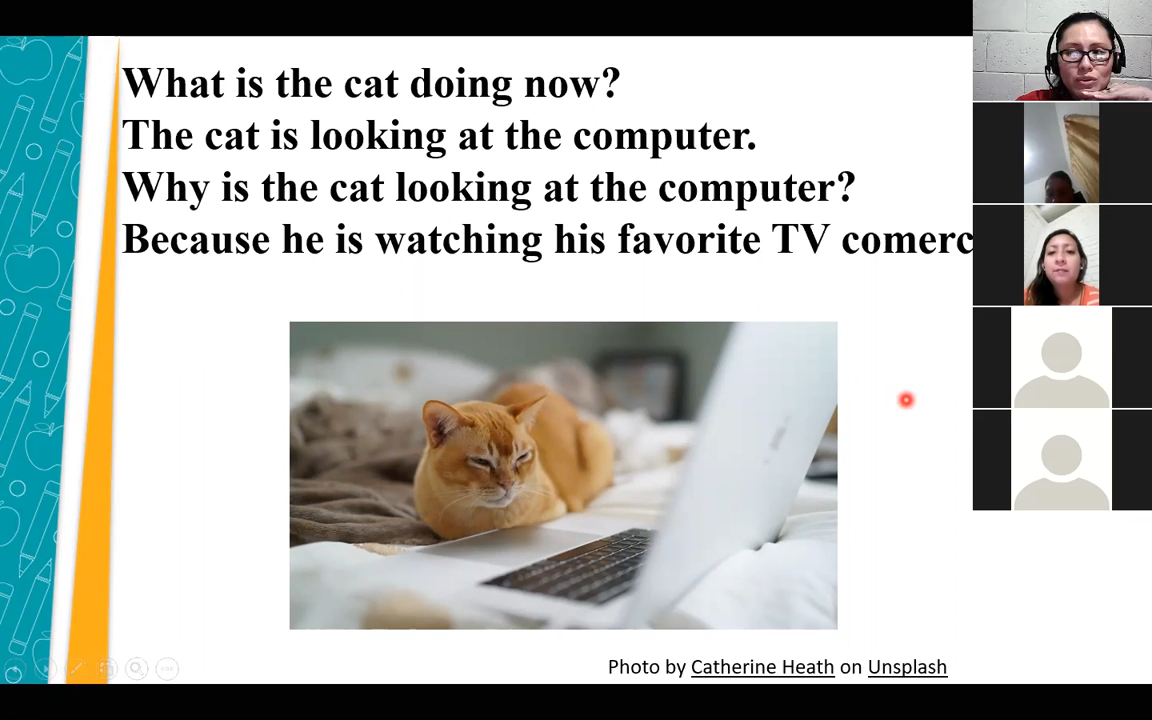 What is the cat doing now?
The cat is looking at the computer.
Why is the cat looking at the computer?
Because he is watching his favorite TV comerc
Photo by Catherine Heath on Unsplash